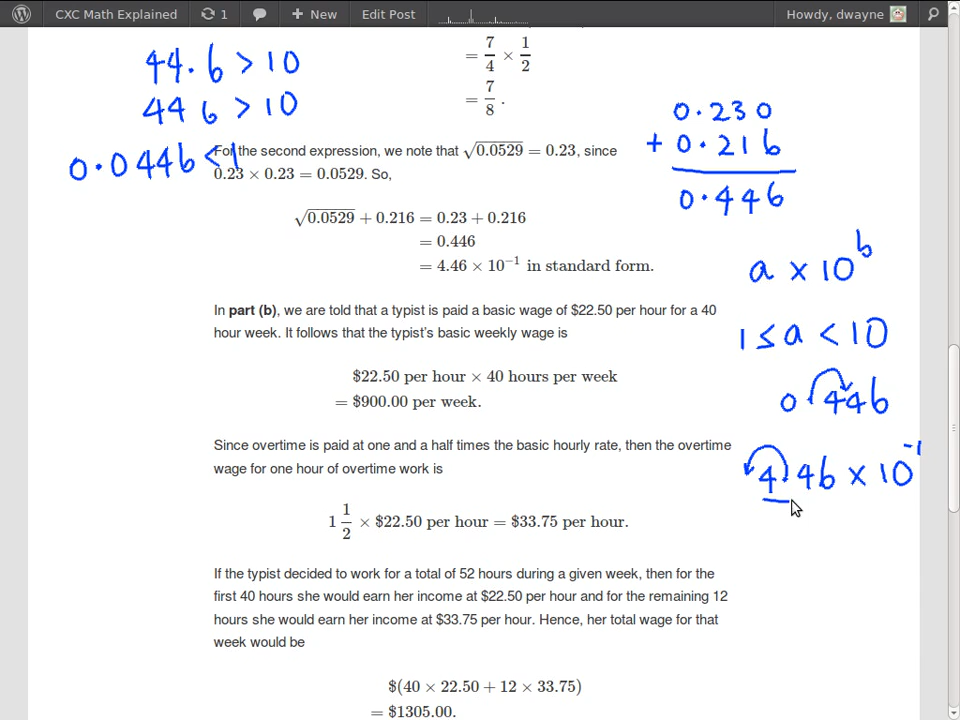 CXC Math Explained 1 New Edit Post Howdy, dwayne
= 7/4 × 1/2
= 7/8 .
44.6 > 10
446 > 10
0.0446 < 1
0.230
+ 0.216
0.446
For the second expression, we note that √0.0529 = 0.23, since
0.23 × 0.23 = 0.0529. So,
√0.0529 + 0.216 = 0.23 + 0.216
= 0.446
= 4.46 × 10⁻¹ in standard form.
a × 10ᵇ
1 ≤ a < 10
0.446
4.46 × 10⁻¹
In part (b), we are told that a typist is paid a basic wage of $22.50 per hour for a 40
hour week. It follows that the typist's basic weekly wage is
$22.50 per hour × 40 hours per week
= $900.00 per week.
Since overtime is paid at one and a half times the basic hourly rate, then the overtime
wage for one hour of overtime work is
1 1/2 × $22.50 per hour = $33.75 per hour.
If the typist decided to work for a total of 52 hours during a given week, then for the
first 40 hours she would earn her income at $22.50 per hour and for the remaining 12
hours she would earn her income at $33.75 per hour. Hence, her total wage for that
week would be
$(40 × 22.50 + 12 × 33.75)
= $1305.00.